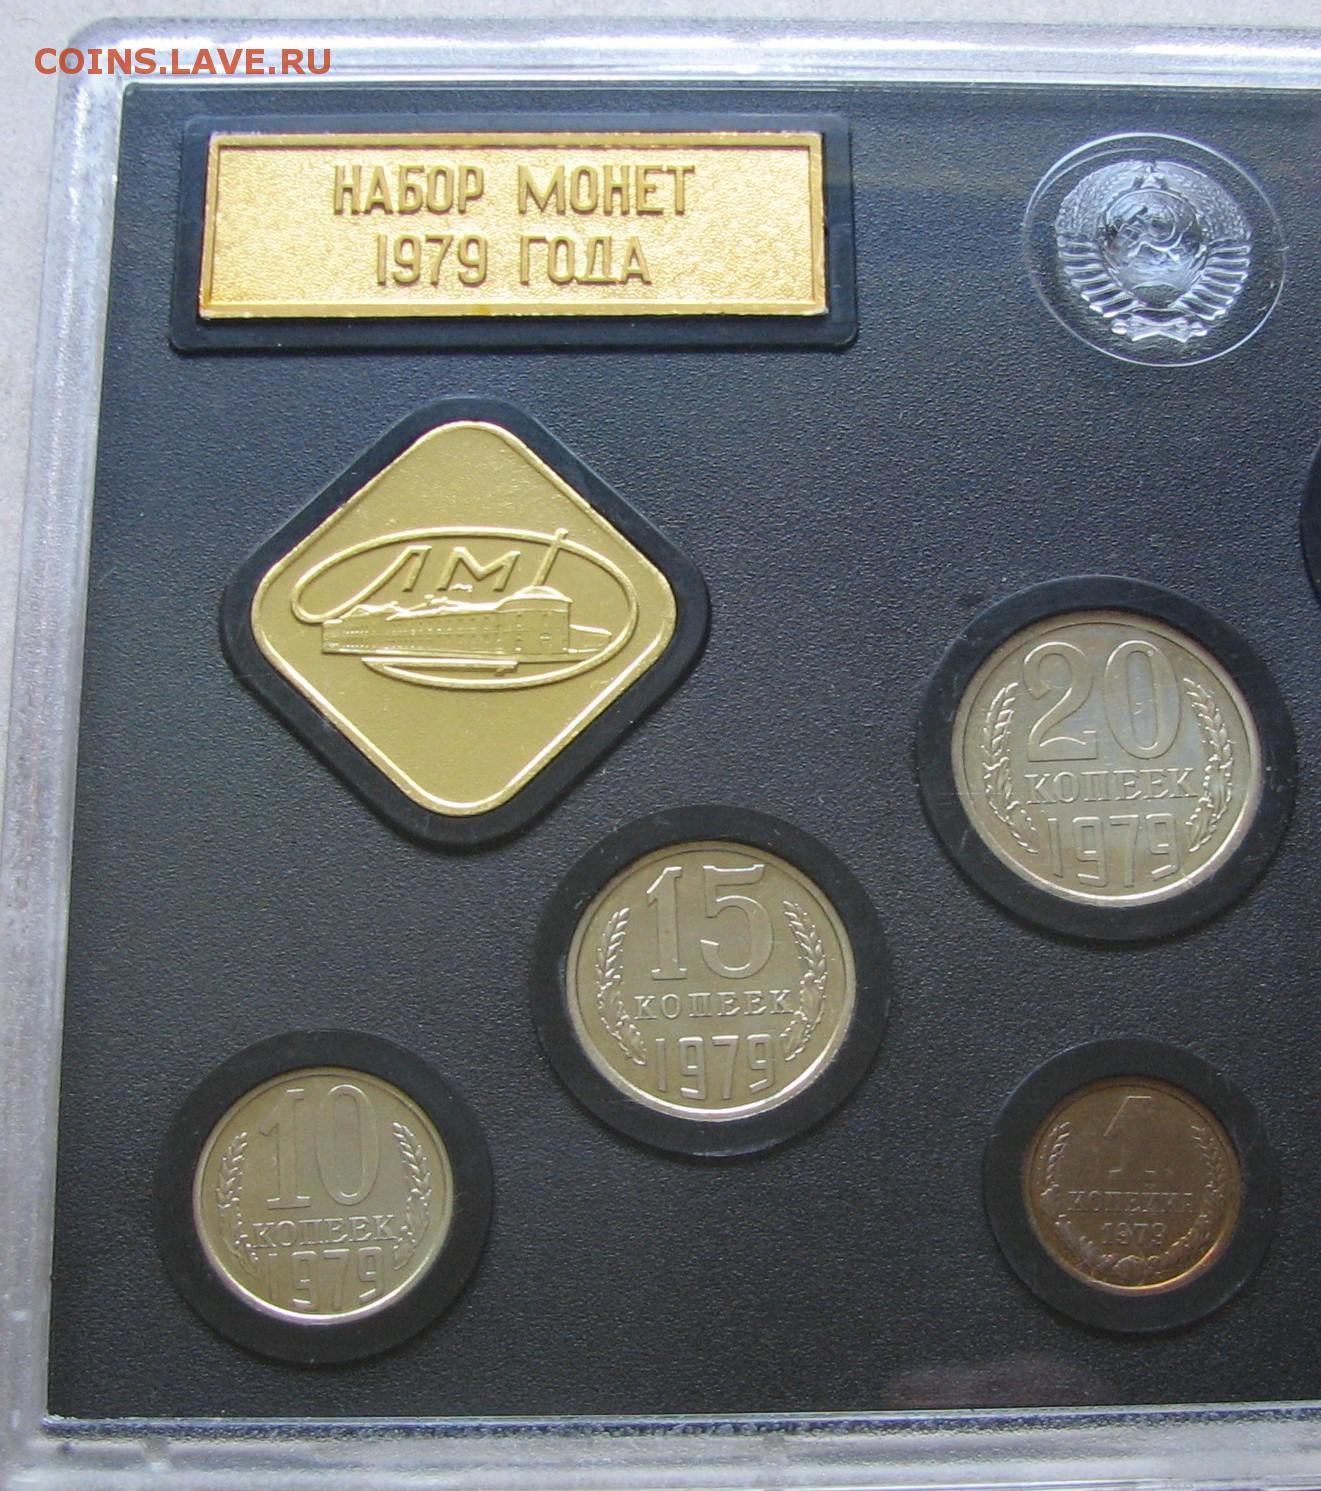 COINS.LAVE.RU
НАБОР МОНЕТ
1979 ГОДА
ЛМ
20
КОПЕЕК
1979
15
КОПЕЕК
1979
10
КОПЕЕК
1979
1
КОПЕЙКА
1979